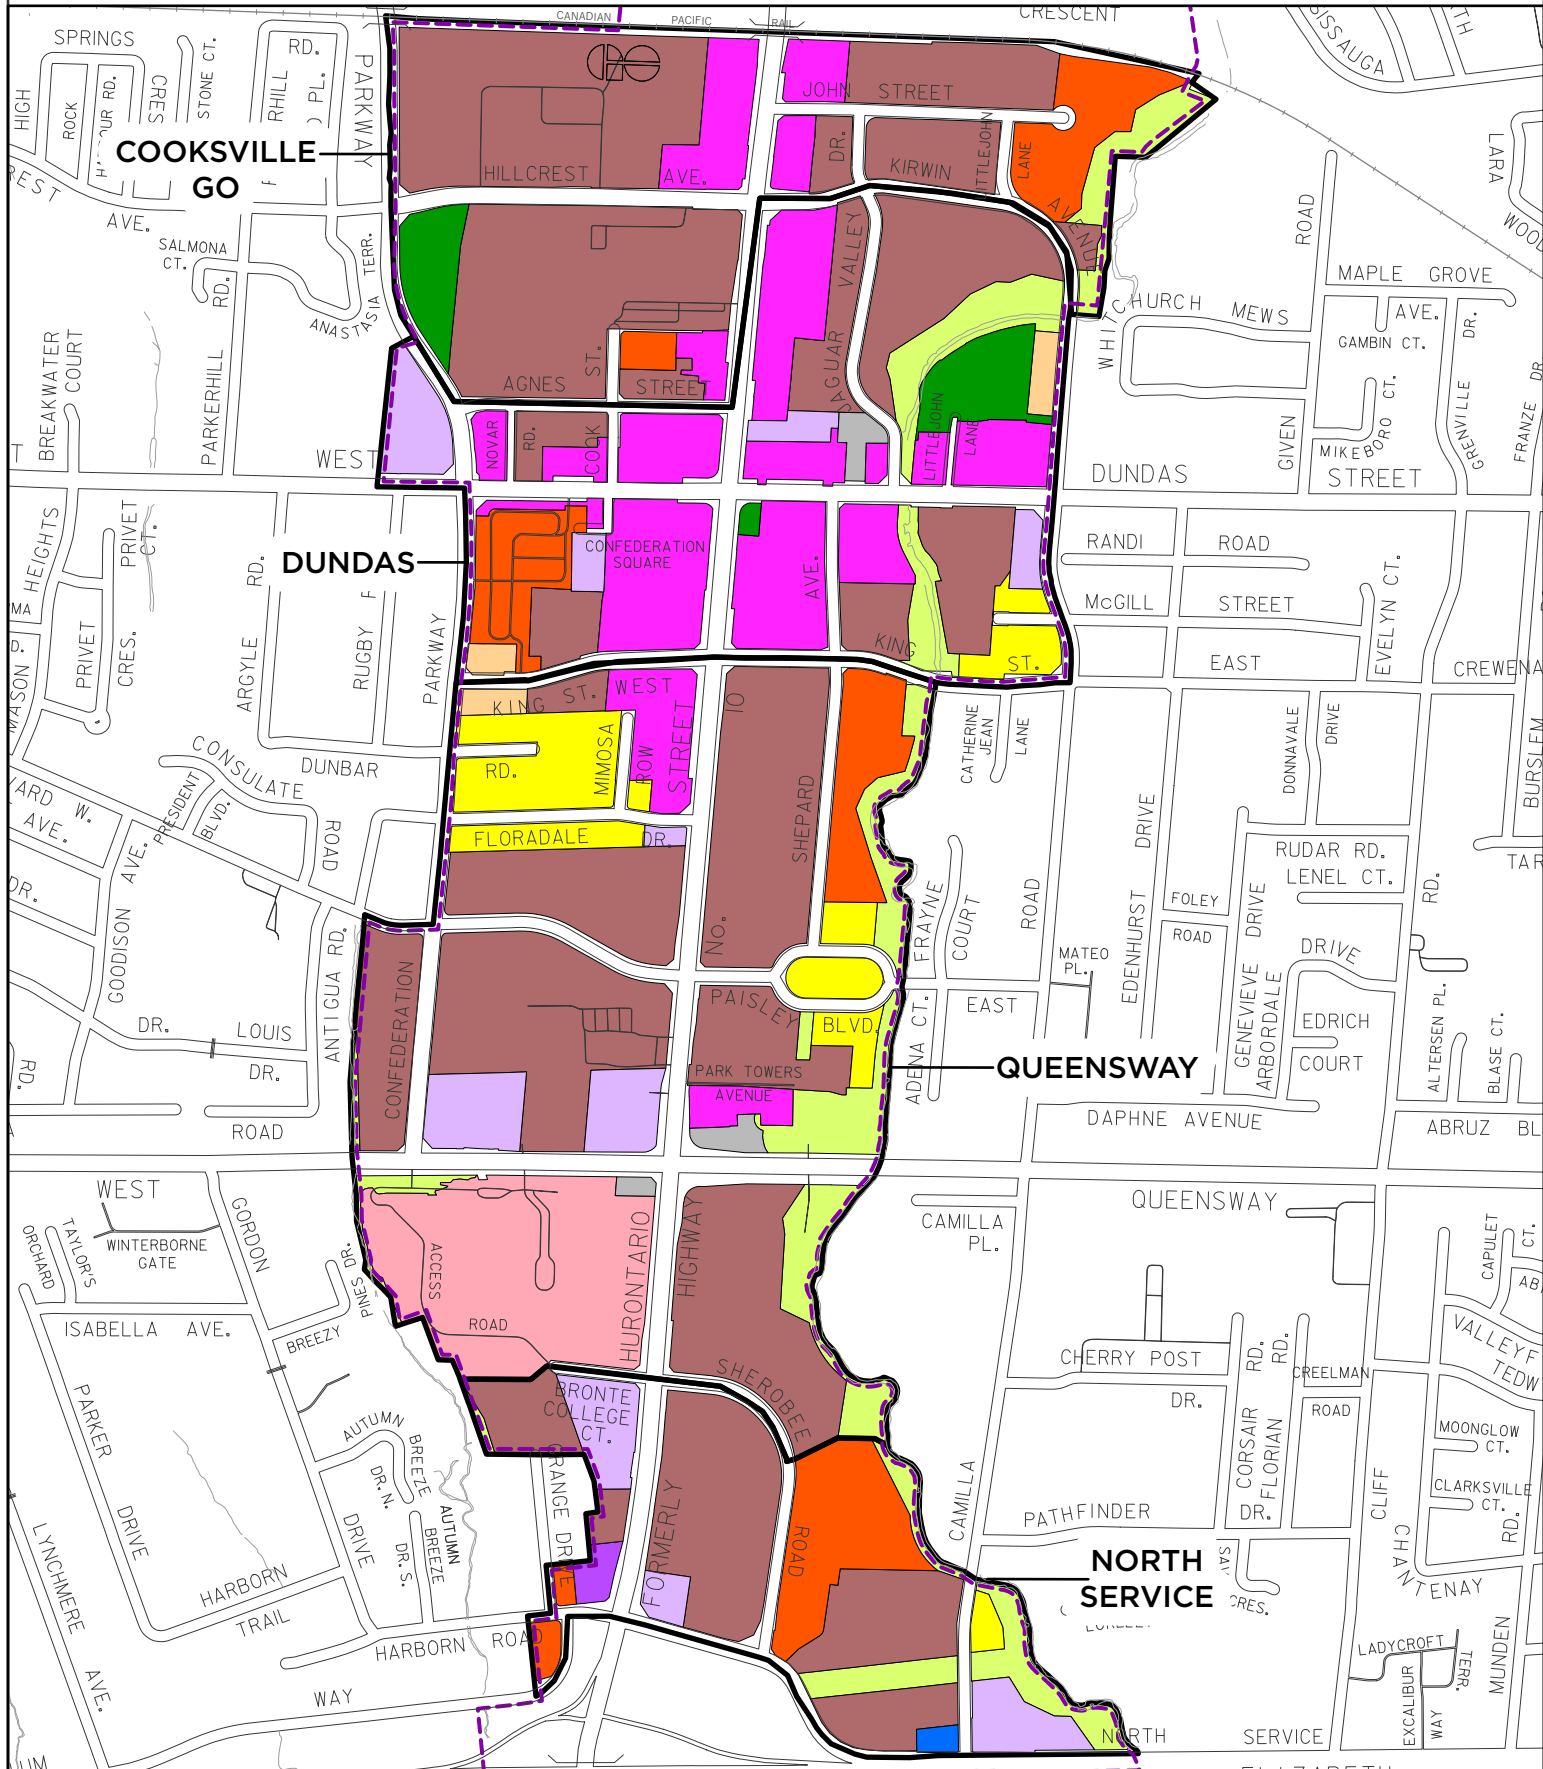 CANADIAN PACIFIC RAIL
CRESCENT
SPRINGS
STONE CT.
RD.
PL.
PARKWAY
HIGH
ROCK
COOKSVILLE
GO
AVE.
SALMONA
CT.
RD.
ANASTASIA TERR.
JOHN STREET
HILLCREST AVE.
DR.
KIRWIN
AVENUE
LITTLEJOHN
LANE
LARA
ROAD
MAPLE GROVE
AVE.
GAMBIN CT.
WHITCHURCH MEWS
GRENVILLE DR.
MIKEBORO CT.
GIVEN
BREAKWATER
COURT
PARKERHILL
AGNES STREET
ST.
COOK
NOVAR
RD.
JAGUAR VALLEY
LITTLEJOHN
LANE
WEST
DUNDAS
STREET
DUNDAS
CONFEDERATION
SQUARE
RANDI ROAD
McGILL STREET
EAST
EVELYN CT.
HEIGHTS
PRIVET
CT.
PRIVET
CRES.
ARGYLE
RD.
RUGBY
PARKWAY
MASON
AVE.
KING ST.
KING ST. WEST
MIMOSA
ROW
RD.
STREET
10
No.
SHEPARD
CATHERINE
JEAN
LANE
DONNAVALE
DRIVE
CONSULATE
ROAD
DUNBAR
PRESIDENT
BLVD.
FLORADALE DR.
AVE.
DR.
GOODISON AVE.
ANTIGUA RD.
FRAYNE
COURT
ROAD
EDENHURST
DRIVE
RUDAR RD.
LENEL CT.
FOLEY
ROAD
GENEVIEVE DRIVE
ARBORDALE
DRIVE
MATEO
PL.
EDRICH
COURT
ALTERSEN PL.
BLASE CT.
RD.
CONFEDERATION
PAISLEY BLVD.
EAST
PARK TOWERS
AVENUE
ADENA CT.
QUEENSWAY
DR. LOUIS
DR.
ROAD
DAPHNE AVENUE
WEST
QUEENSWAY
WINTERBORNE
GATE
GORDON
TAYLOR'S
ORCHARD
ISABELLA AVE.
BREEZY
PINES DR.
ACCESS
ROAD
HURONTARIO
HIGHWAY
CAMILLA
PL.
CAPULET
CT.
CHERRY POST
DR.
CREELMAN
ROAD
CORSAIR RD.
FLORIAN RD.
SHEROBEE
ROAD
BRONTE
COLLEGE
CT.
PARKER
DRIVE
AUTUMN
BREEZE
DR. N.
AUTUMN
BREEZE
DR. S.
DRIVE
FORMERLY
CAMILLA
PATHFINDER
DR.
CLIFF
MOONGLOW
CT.
CLARKSVILLE
CT.
RD.
CHANTENAY
LYNCHMERE
AVE.
HARBORN
TRAIL
HARBORN ROAD
NORTH
SERVICE
CRES.
LADYCROFT
TERR.
EXCALIBUR
WAY
MUNDEN
WAY
NORTH SERVICE